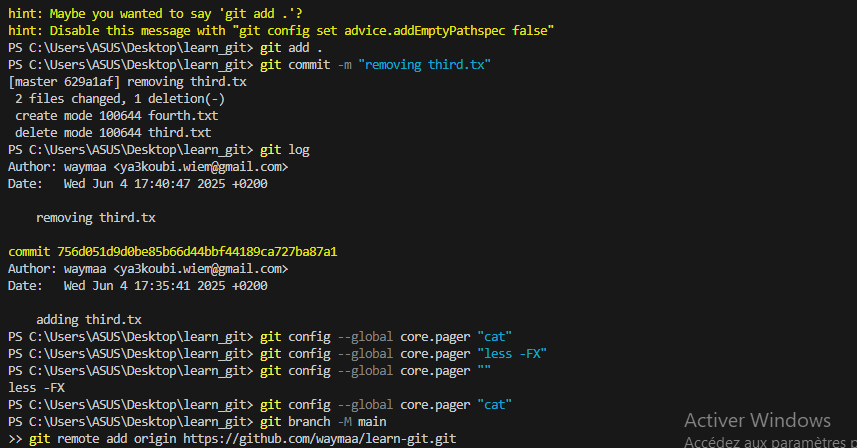 hint: Maybe you wanted to say 'git add .'?
hint: Disable this message with "git config set advice.addEmptyPathspec false"
PS C:\Users\ASUS\Desktop\learn_git> git add .
PS C:\Users\ASUS\Desktop\learn_git> git commit -m "removing third.tx"
[master 629a1af] removing third.tx
 2 files changed, 1 deletion(-)
 create mode 100644 fourth.txt
 delete mode 100644 third.txt
PS C:\Users\ASUS\Desktop\learn_git> git log
Author: waymaa <ya3koubi.wiem@gmail.com>
Date:   Wed Jun 4 17:40:47 2025 +0200
    removing third.tx
commit 756d051d9d0be85b66d44bbf44189ca727ba87a1
Author: waymaa <ya3koubi.wiem@gmail.com>
Date:   Wed Jun 4 17:35:41 2025 +0200
    adding third.tx
PS C:\Users\ASUS\Desktop\learn_git> git config --global core.pager "cat"
PS C:\Users\ASUS\Desktop\learn_git> git config --global core.pager "less -FX"
PS C:\Users\ASUS\Desktop\learn_git> git config --global core.pager ""
less -FX
PS C:\Users\ASUS\Desktop\learn_git> git config --global core.pager "cat"
PS C:\Users\ASUS\Desktop\learn_git> git branch -M main
>> git remote add origin https://github.com/waymaa/learn-git.git
Activer Windows
Accédez aux paramètres p